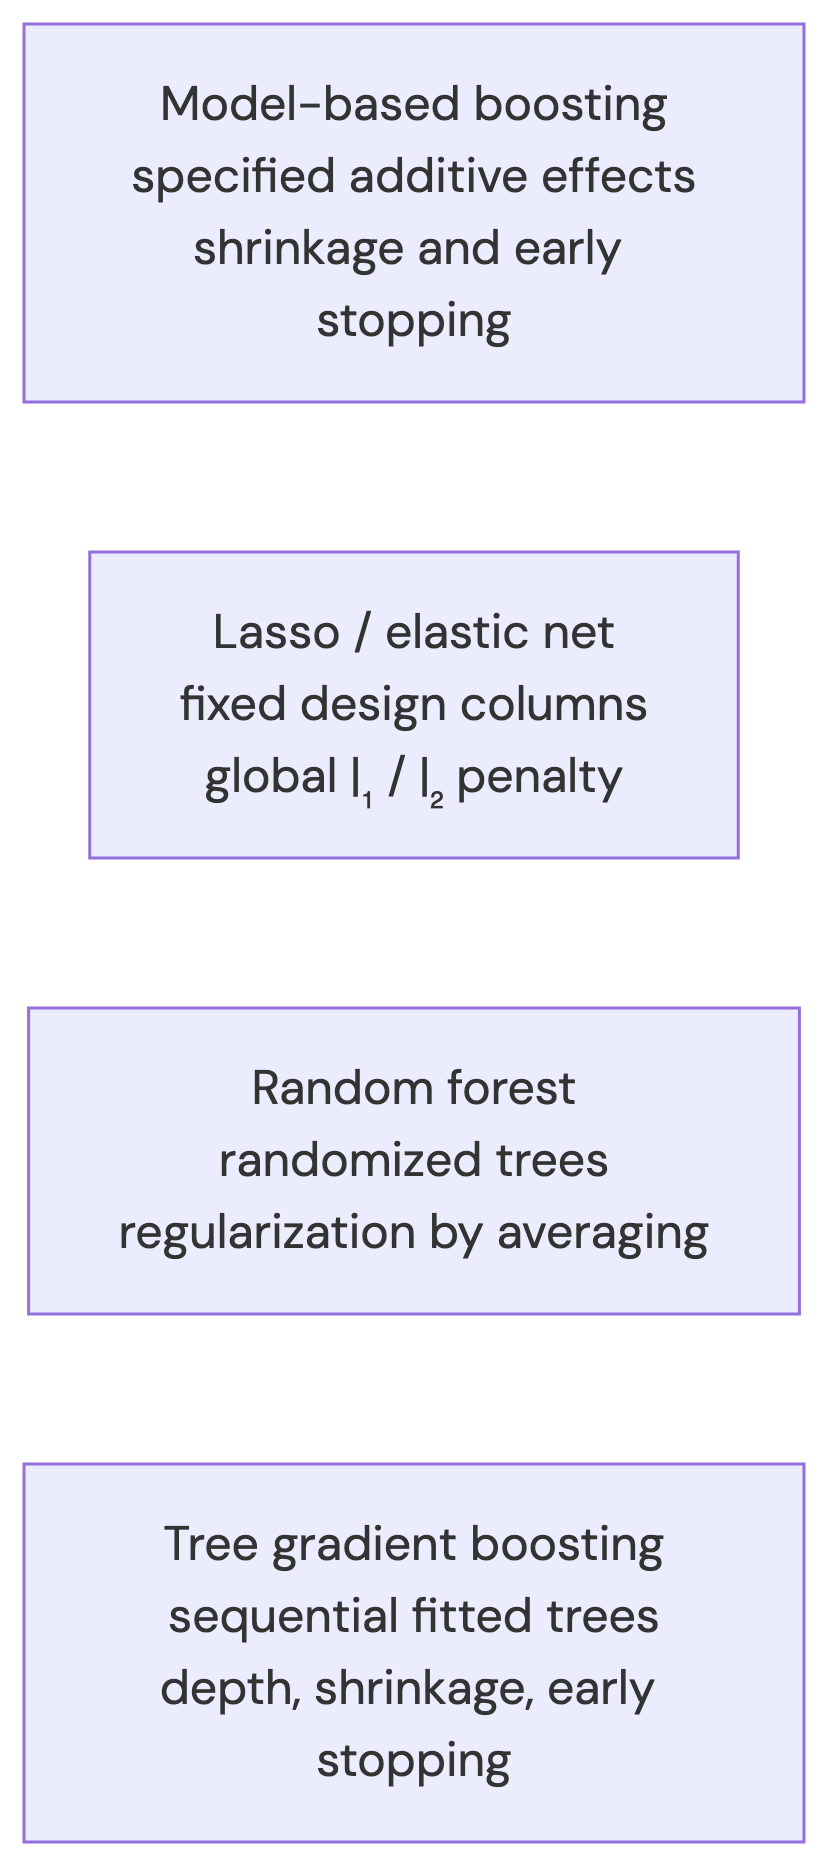 Model-based boosting
specified additive effects
shrinkage and early
stopping
Lasso / elastic net
fixed design columns
global l₁ / l₂ penalty
Random forest
randomized trees
regularization by averaging
Tree gradient boosting
sequential fitted trees
depth, shrinkage, early
stopping